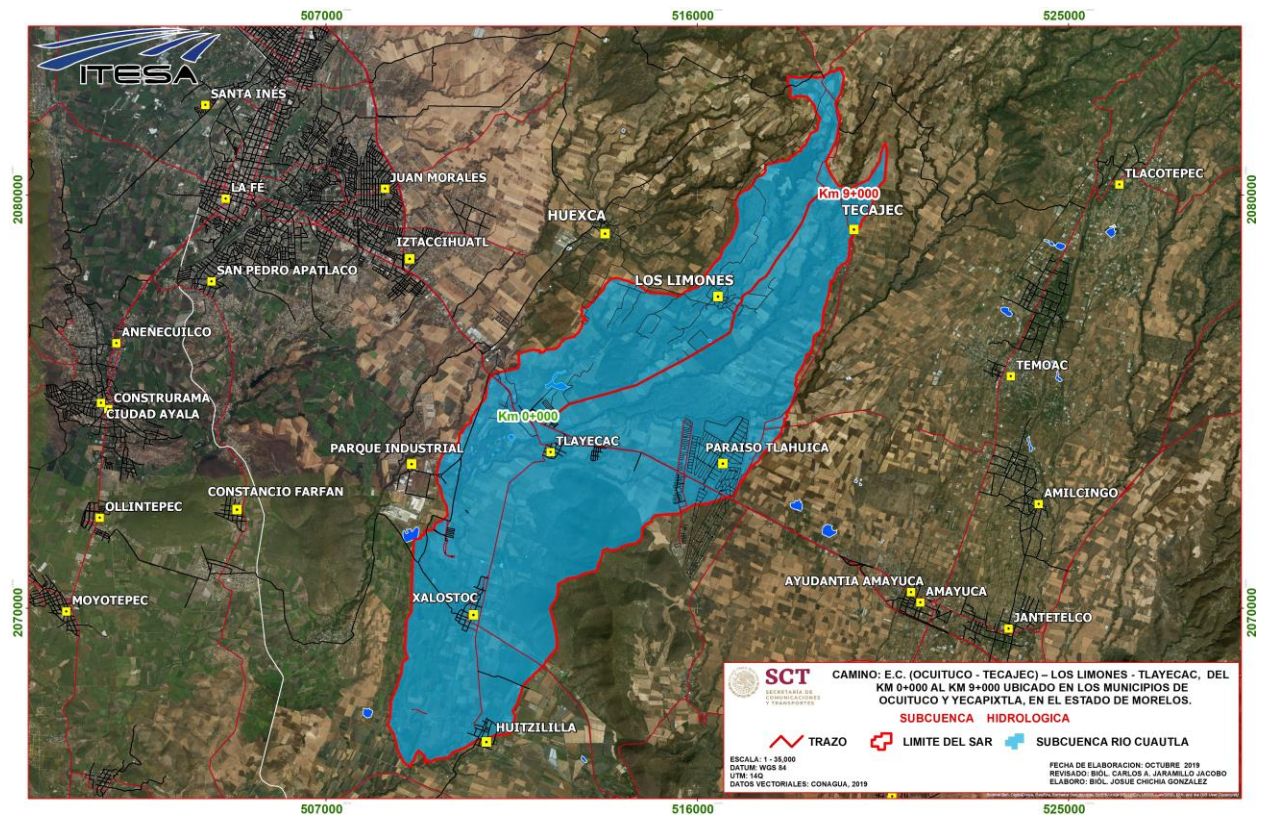 507000
516000
525000
ITESA
SANTA INES
LA FE
JUAN MORALES
TLACOTEPEC
2080000
2080000
Km 9+000
TECAJEC
HUEXCA
IZTACCIHUATL
SAN PEDRO APATLACO
LOS LIMONES
ANENECUILCO
TEMOAC
CONSTRURAMA
CIUDAD AYALA
Km 0+000
TLAYECAC
PARQUE INDUSTRIAL
PARAISO TLAHUICA
CONSTANCIO FARFAN
OLLINTEPEC
AMILCINGO
AYUDANTIA AMAYUCA
AMAYUCA
MOYOTEPEC
XALOSTOC
JANTETELCO
2070000
2070000
HUITZILILLA
SCT
SECRETARÍA DE
COMUNICACIONES
Y TRANSPORTES
CAMINO: E.C. (OCUITUCO - TECAJEC) – LOS LIMONES - TLAYECAC, DEL
KM 0+000 AL KM 9+000 UBICADO EN LOS MUNICIPIOS DE
OCUITUCO Y YECAPIXTLA, EN EL ESTADO DE MORELOS.
SUBCUENCA HIDROLOGICA
TRAZO
LIMITE DEL SAR
SUBCUENCA RIO CUAUTLA
ESCALA: 1 - 35,000
DATUM: WGS 84
UTM: 14Q
DATOS VECTORIALES: CONAGUA, 2019
FECHA DE ELABORACION: OCTUBRE 2019
REVISADO: BIÓL. CARLOS A. JARAMILLO JACOBO
ELABORO: BIÓL. JOSUE CHICHIA GONZALEZ
507000
516000
525000